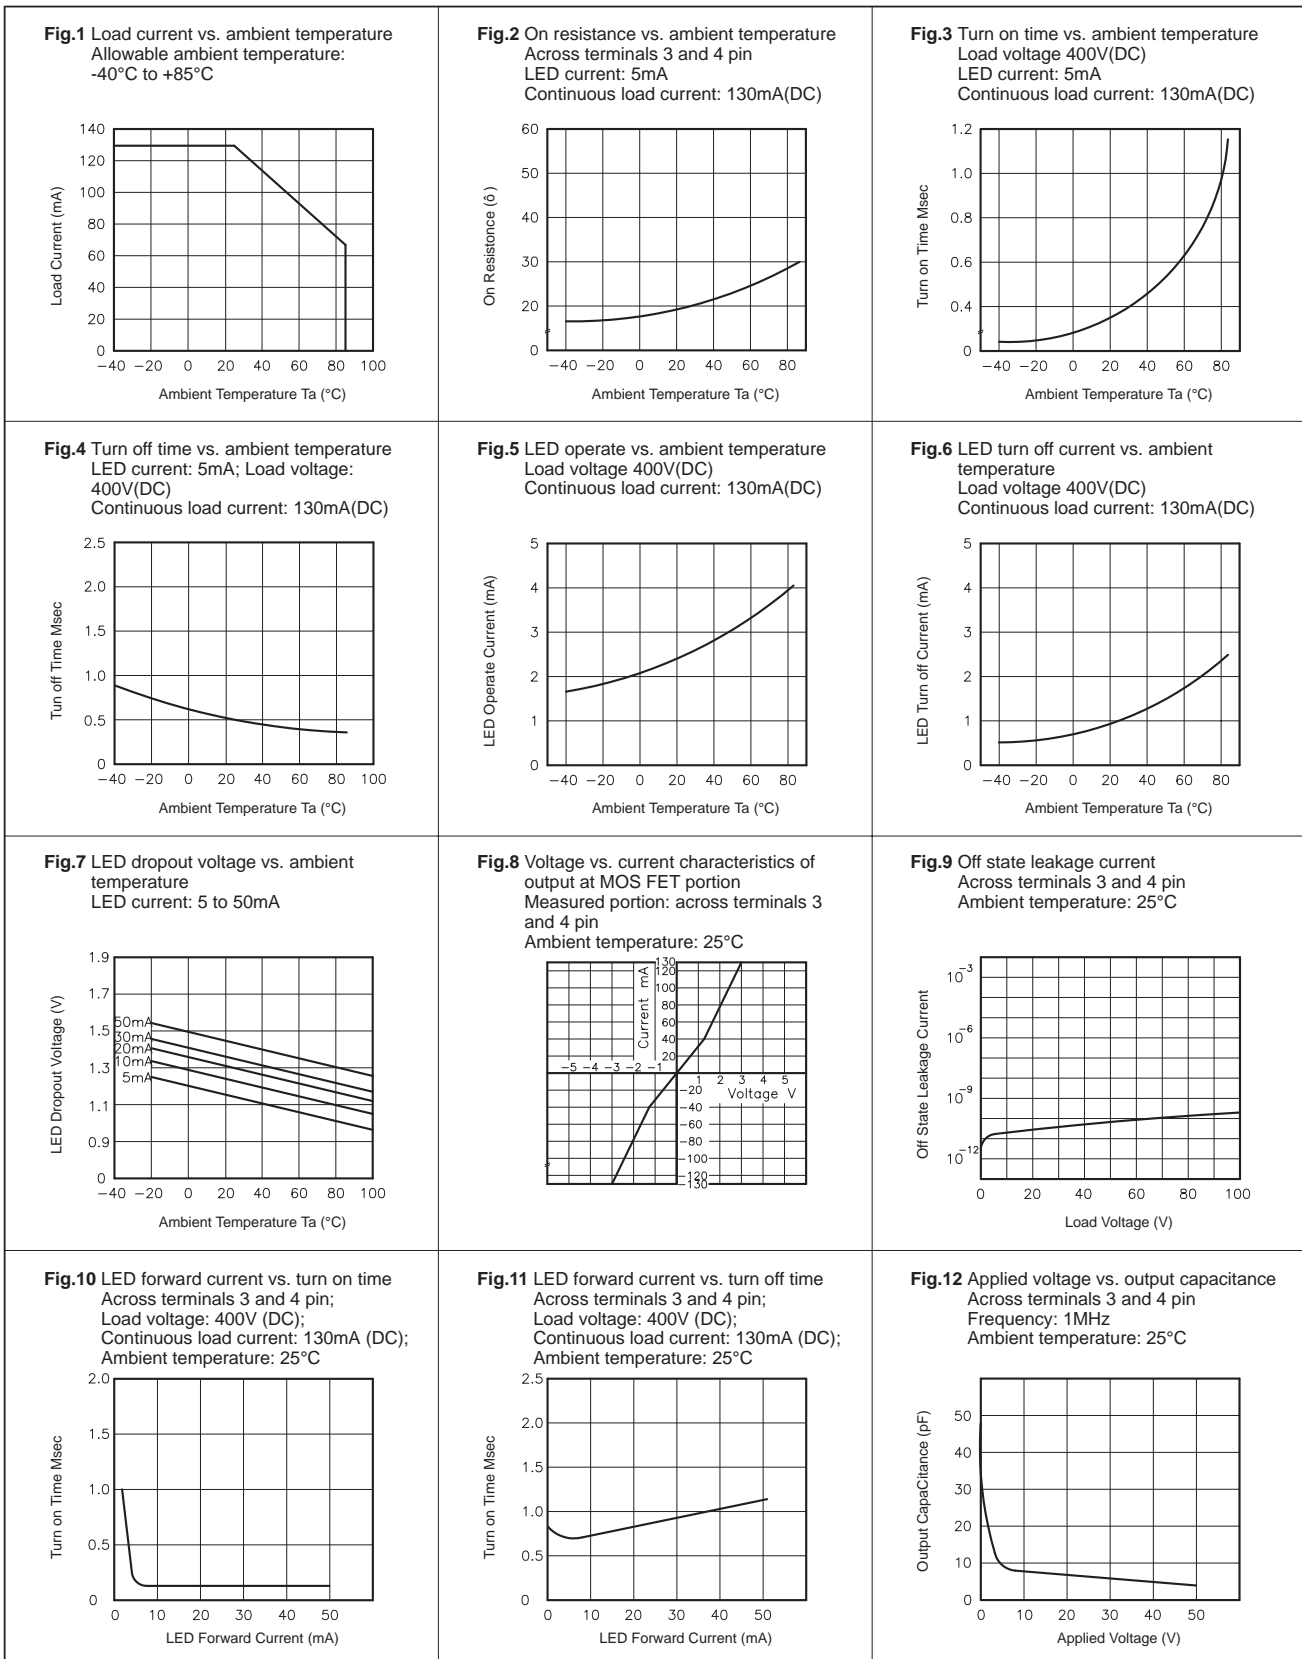 Fig.1 Load current vs. ambient temperature
Allowable ambient temperature:
-40°C to +85°C
140
120
100
80
60
40
20
0
Load Current (mA)
−40 −20 0 20 40 60 80 100
Ambient Temperature Ta (°C)
Fig.2 On resistance vs. ambient temperature
Across terminals 3 and 4 pin
LED current: 5mA
Continuous load current: 130mA(DC)
60
50
40
30
20
0
On Resistonce (ô)
−40 −20 0 20 40 60 80
Ambient Temperature Ta (°C)
Fig.3 Turn on time vs. ambient temperature
Load voltage 400V(DC)
LED current: 5mA
Continuous load current: 130mA(DC)
1.2
1.0
0.8
0.6
0.4
0
Turn on Time Msec
−40 −20 0 20 40 60 80
Ambient Temperature Ta (°C)
Fig.4 Turn off time vs. ambient temperature
LED current: 5mA; Load voltage:
400V(DC)
Continuous load current: 130mA(DC)
2.5
2.0
1.5
1.0
0.5
0
Tun off Time Msec
−40 −20 0 20 40 60 80 100
Ambient Temperature Ta (°C)
Fig.5 LED operate vs. ambient temperature
Load voltage 400V(DC)
Continuous load current: 130mA(DC)
5
4
3
2
1
0
LED Operate Current (mA)
−40 −20 0 20 40 60 80
Ambient Temperature Ta (°C)
Fig.6 LED turn off current vs. ambient
temperature
Load voltage 400V(DC)
Continuous load current: 130mA(DC)
5
4
3
2
1
0
LED Turn off Current (mA)
−40 −20 0 20 40 60 80
Ambient Temperature Ta (°C)
Fig.7 LED dropout voltage vs. ambient
temperature
LED current: 5 to 50mA
1.9
1.7
1.5
1.3
1.1
0.9
0
LED Dropout Voltage (V)
50mA
30mA
20mA
10mA
5mA
−40 −20 0 20 40 60 80 100
Ambient Temperature Ta (°C)
Fig.8 Voltage vs. current characteristics of
output at MOS FET portion
Measured portion: across terminals 3
and 4 pin
Ambient temperature: 25°C
130
120
100
80
60
40
20
Current mA
−5 −4 −3 −2 −1
1 2 3 4 5
Voltage V
−20
−40
−60
−80
−100
−120
−130
Fig.9 Off state leakage current
Across terminals 3 and 4 pin
Ambient temperature: 25°C
10-3
10-6
10-9
10-12
Off State Leakage Current
0 20 40 60 80 100
Load Voltage (V)
Fig.10 LED forward current vs. turn on time
Across terminals 3 and 4 pin;
Load voltage: 400V (DC);
Continuous load current: 130mA (DC);
Ambient temperature: 25°C
2.0
1.5
1.0
0.5
0
Turn on Time Msec
0 10 20 30 40 50
LED Forward Current (mA)
Fig.11 LED forward current vs. turn off time
Across terminals 3 and 4 pin;
Load voltage: 400V (DC);
Continuous load current: 130mA (DC);
Ambient temperature: 25°C
2.5
2.0
1.5
1.0
0.5
0
Turn on Time Msec
0 10 20 30 40 50
LED Forward Current (mA)
Fig.12 Applied voltage vs. output capacitance
Across terminals 3 and 4 pin
Frequency: 1MHz
Ambient temperature: 25°C
50
40
30
20
10
0
Output CapaCitance (pF)
0 10 20 30 40 50
Applied Voltage (V)